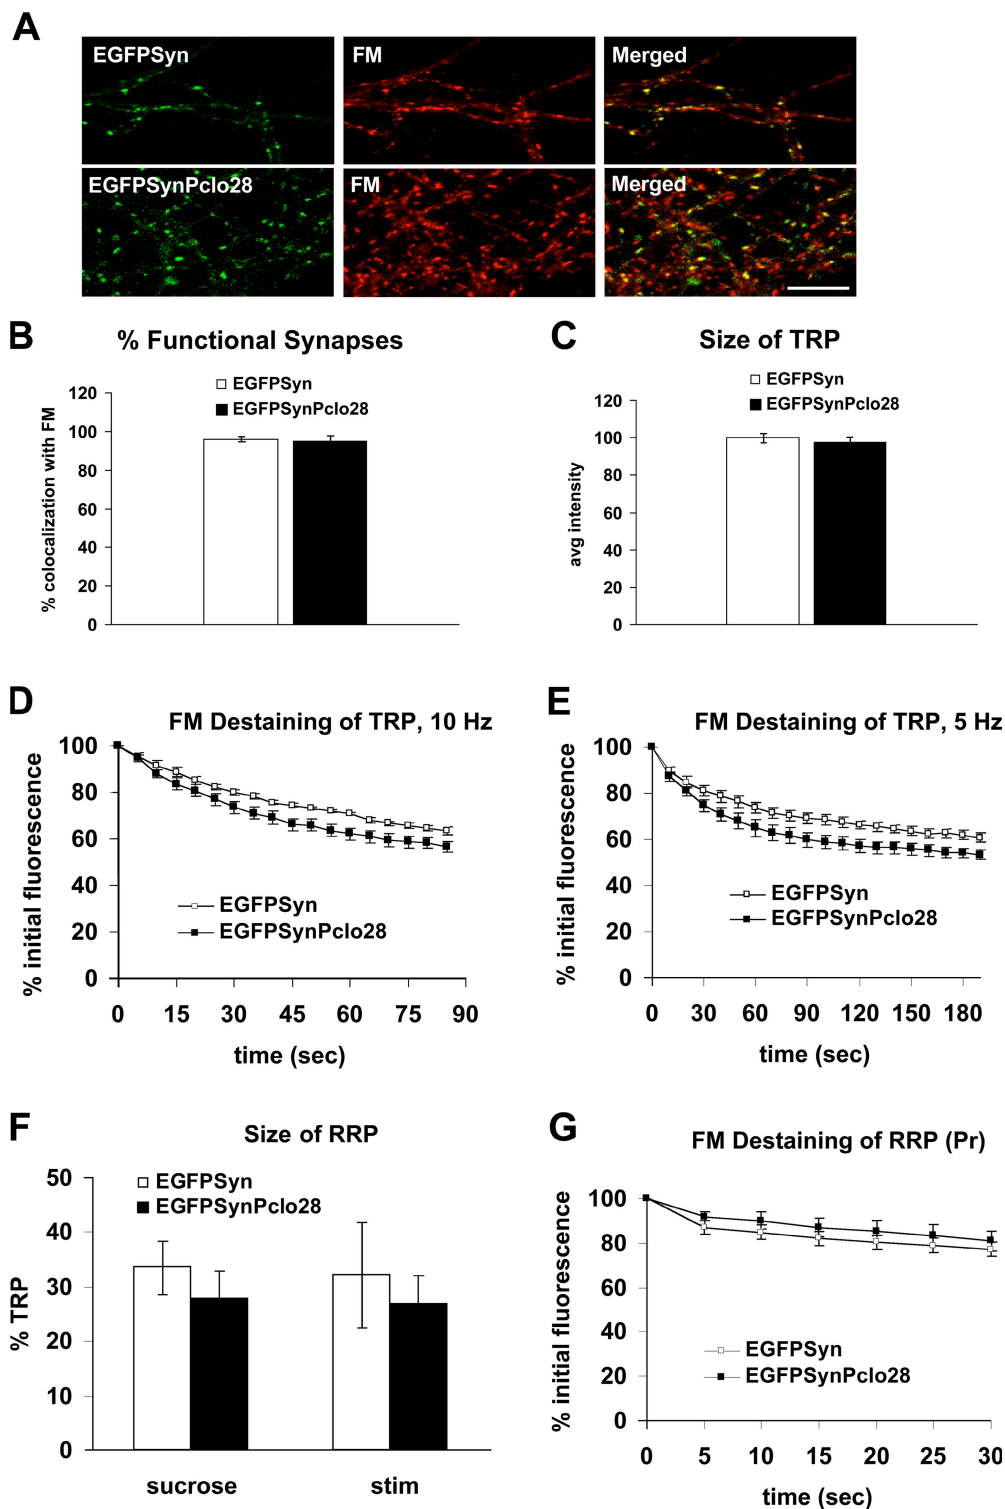 A
EGFPSyn
FM
Merged
EGFPSynPclo28
FM
Merged
B
% Functional Synapses
EGFPSyn
EGFPSynPclo28
% colocalization with FM
120
100
80
60
40
20
0
C
Size of TRP
EGFPSyn
EGFPSynPclo28
avg intensity
120
100
80
60
40
20
0
D
FM Destaining of TRP, 10 Hz
% initial fluorescence
100
80
60
40
20
0
EGFPSyn
EGFPSynPclo28
0 15 30 45 60 75 90
time (sec)
E
FM Destaining of TRP, 5 Hz
% initial fluorescence
100
80
60
40
20
0
EGFPSyn
EGFPSynPclo28
0 30 60 90 120 150 180
time (sec)
F
Size of RRP
EGFPSyn
EGFPSynPclo28
% TRP
50
40
30
20
10
0
sucrose stim
G
FM Destaining of RRP (Pr)
% initial fluorescence
100
80
60
40
20
0
EGFPSyn
EGFPSynPclo28
0 5 10 15 20 25 30
time (sec)